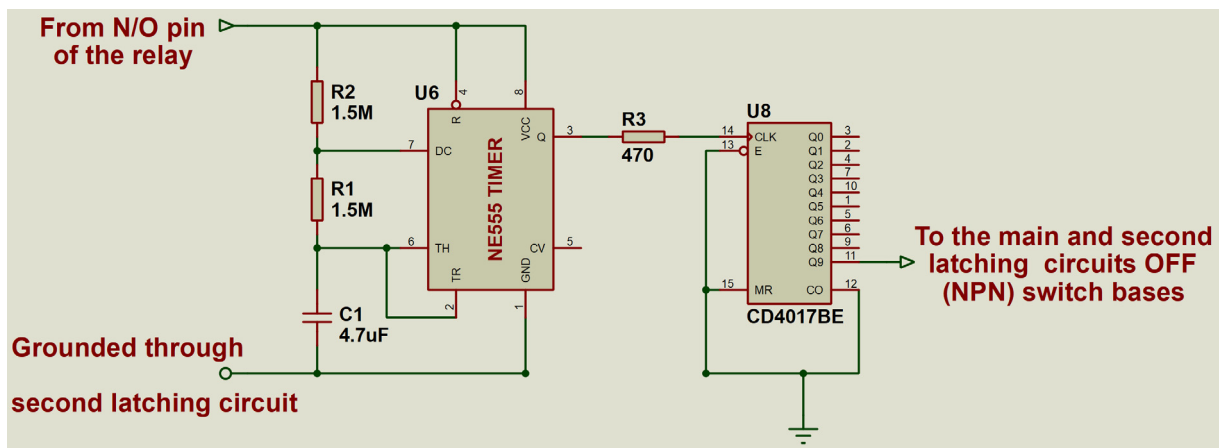 From N/O pin
of the relay
R2
1.5M
R1
1.5M
C1
4.7uF
Grounded through
second latching circuit
U6
4
8
R
VCC
7
DC
Q
3
NE555 TIMER
6
TH
CV
5
TR
GND
2
1
R3
470
U8
14
CLK
Q0
3
13
E
Q1
2
Q2
4
Q3
7
Q4
10
Q5
1
Q6
5
Q7
6
Q8
9
Q9
11
15
MR
CO
12
CD4017BE
To the main and second
latching circuits OFF
(NPN) switch bases